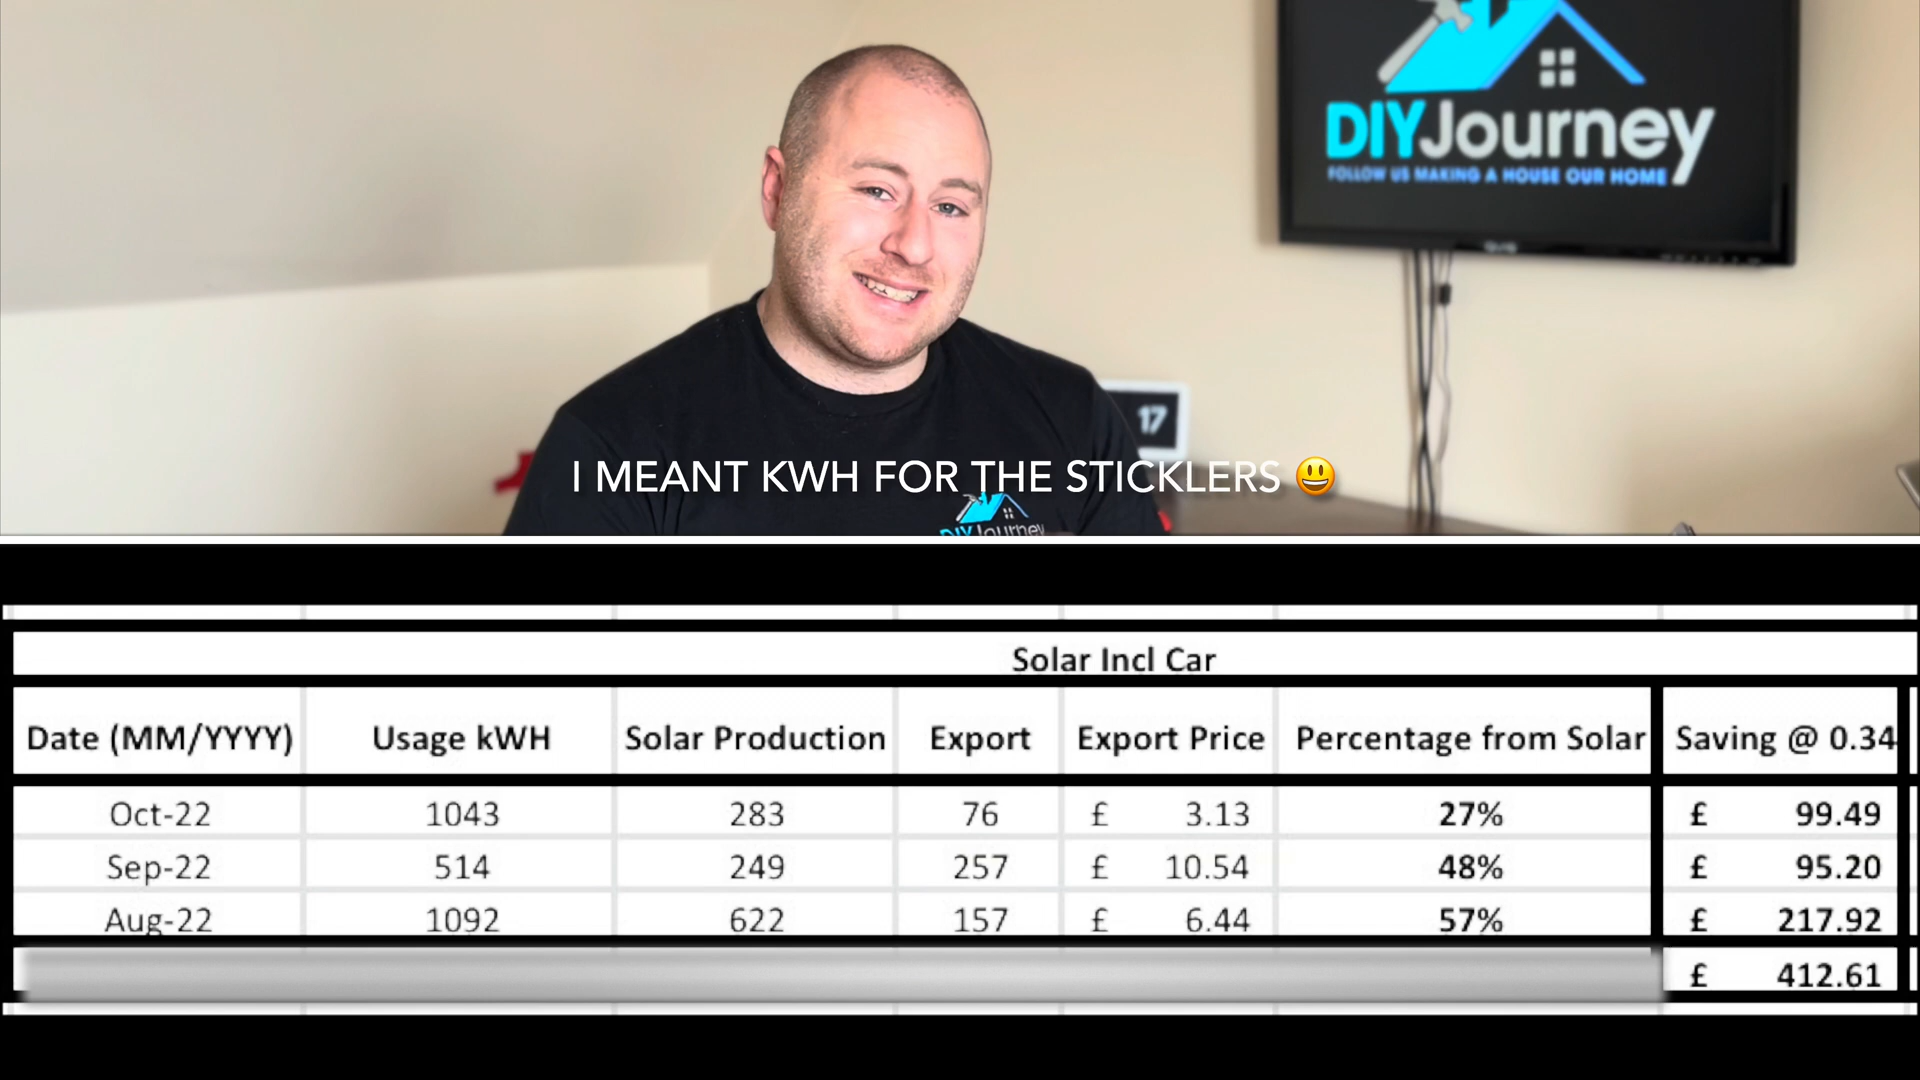 DIYJourney
FOLLOW US MAKING A HOUSE OUR HOME
17
I MEANT KWH FOR THE STICKLERS 😃
DIYJourney
Solar Incl Car
Date (MM/YYYY) Usage kWH Solar Production Export Export Price Percentage from Solar Saving @ 0.34
Oct-22 1043 283 76 £ 3.13 27% £ 99.49
Sep-22 514 249 257 £ 10.54 48% £ 95.20
Aug-22 1092 622 157 £ 6.44 57% £ 217.92
£ 412.61